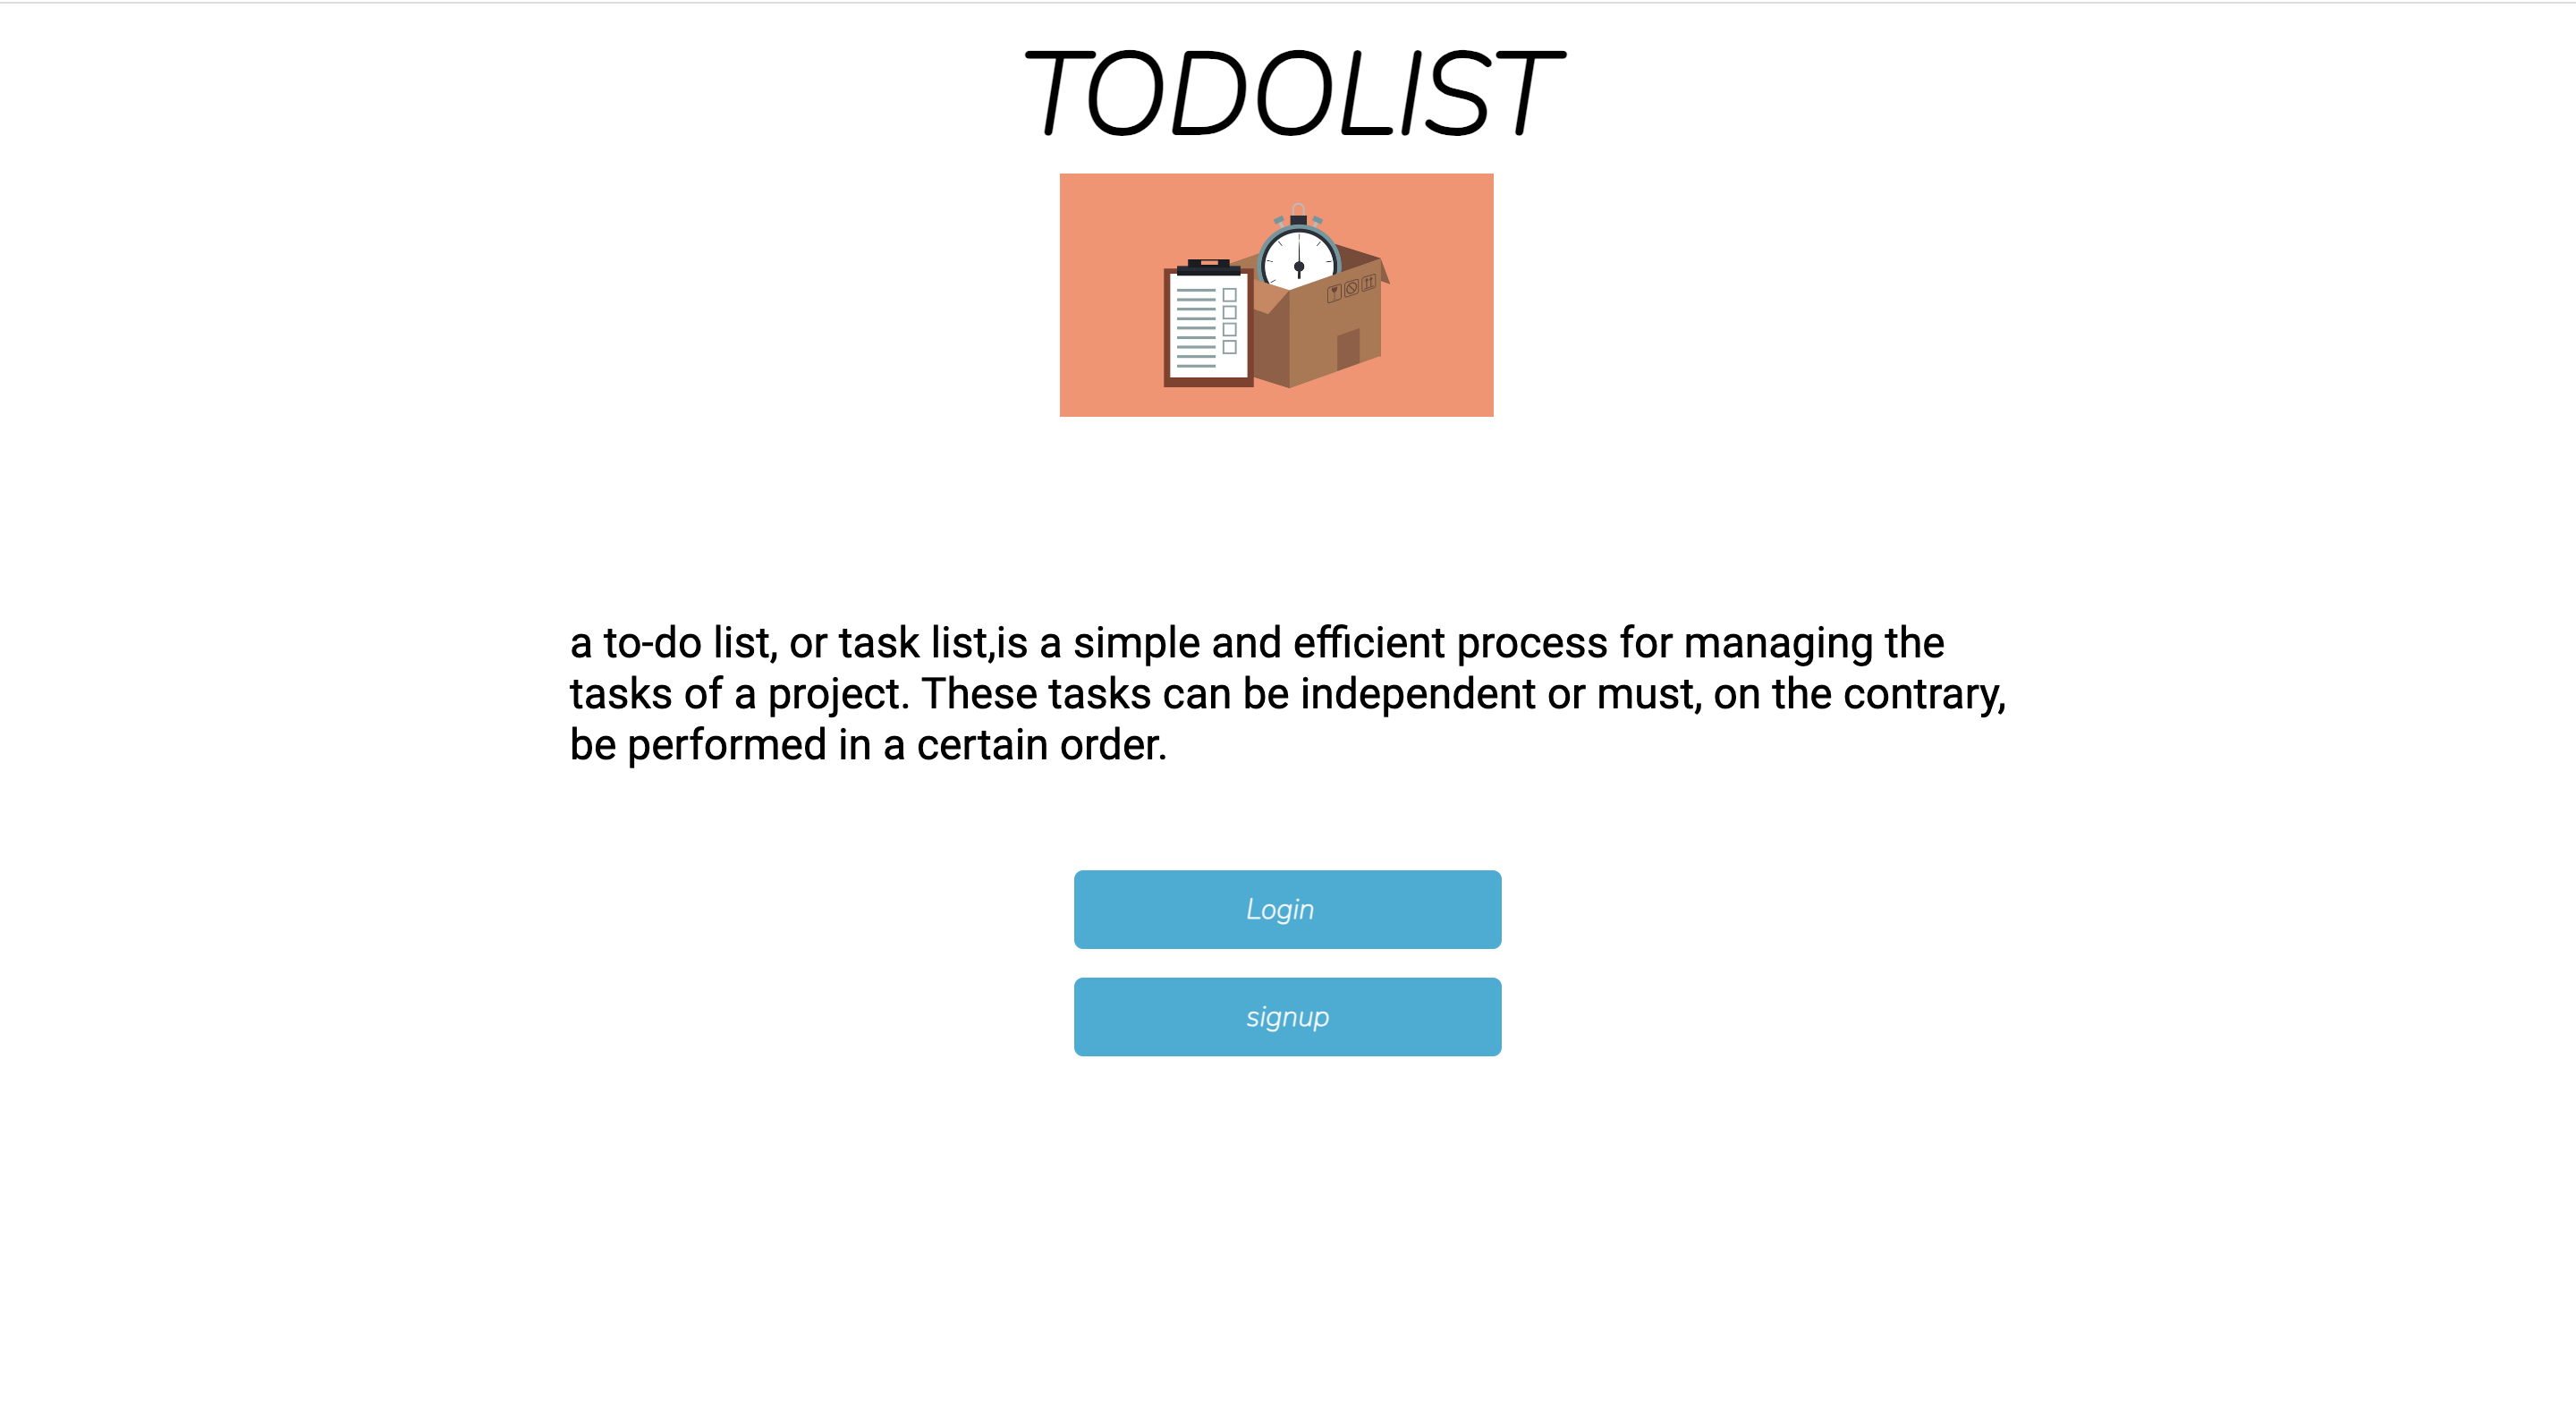 TODOLIST
a to-do list, or task list,is a simple and efficient process for managing the
tasks of a project. These tasks can be independent or must, on the contrary,
be performed in a certain order.
Login
signup